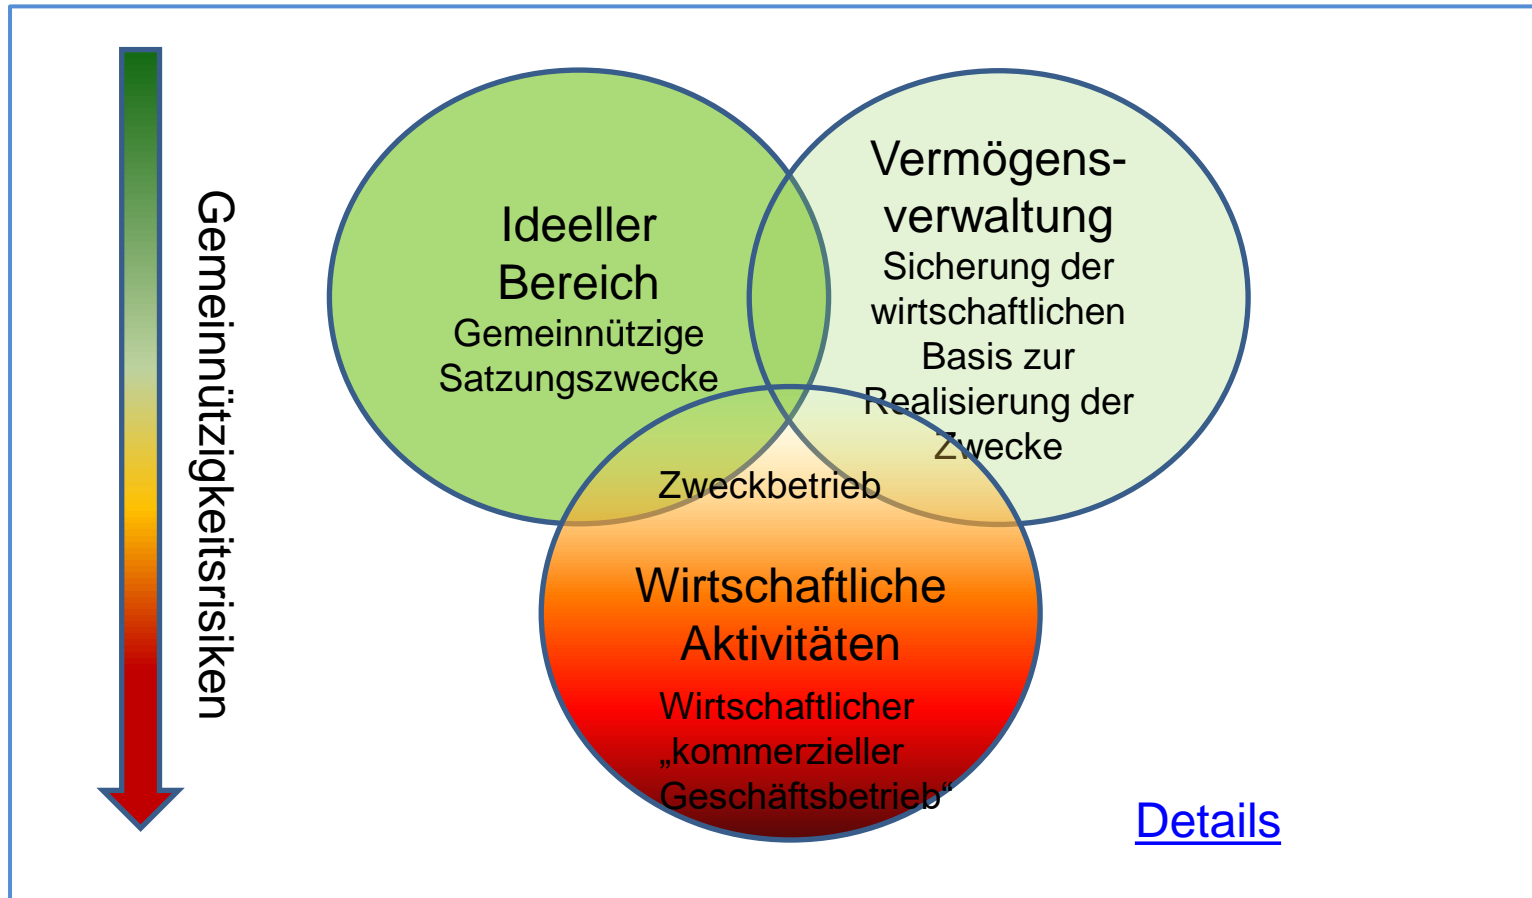 Gemeinnützigkeitsrisiken
Ideeller
Bereich
Gemeinnützige
Satzungszwecke
Vermögens-
verwaltung
Sicherung der
wirtschaftlichen
Basis zur
Realisierung der
Zwecke
Zweckbetrieb
Wirtschaftliche
Aktivitäten
Wirtschaftlicher
„kommerzieller
Geschäftsbetrieb“
Details